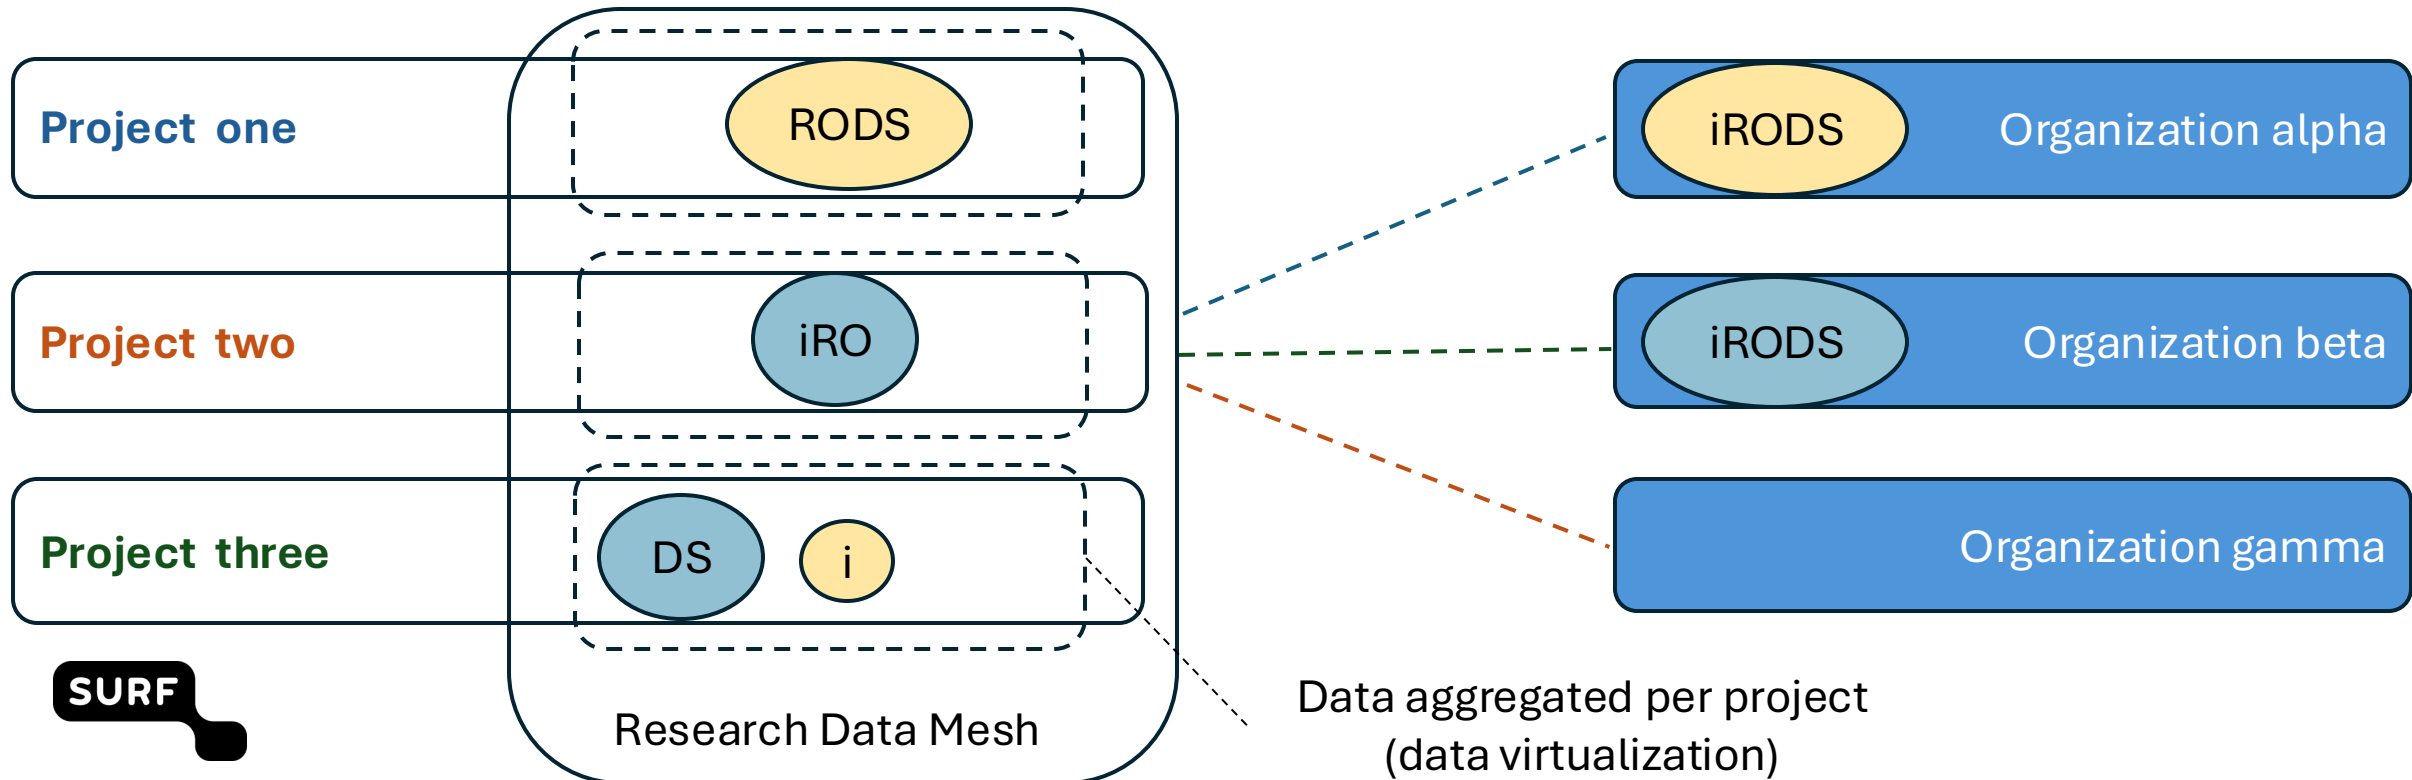 Project one
RODS
iRODS
Organization alpha
Project two
iRO
iRODS
Organization beta
Project three
DS
i
Organization gamma
SURF
Research Data Mesh
Data aggregated per project
(data virtualization)